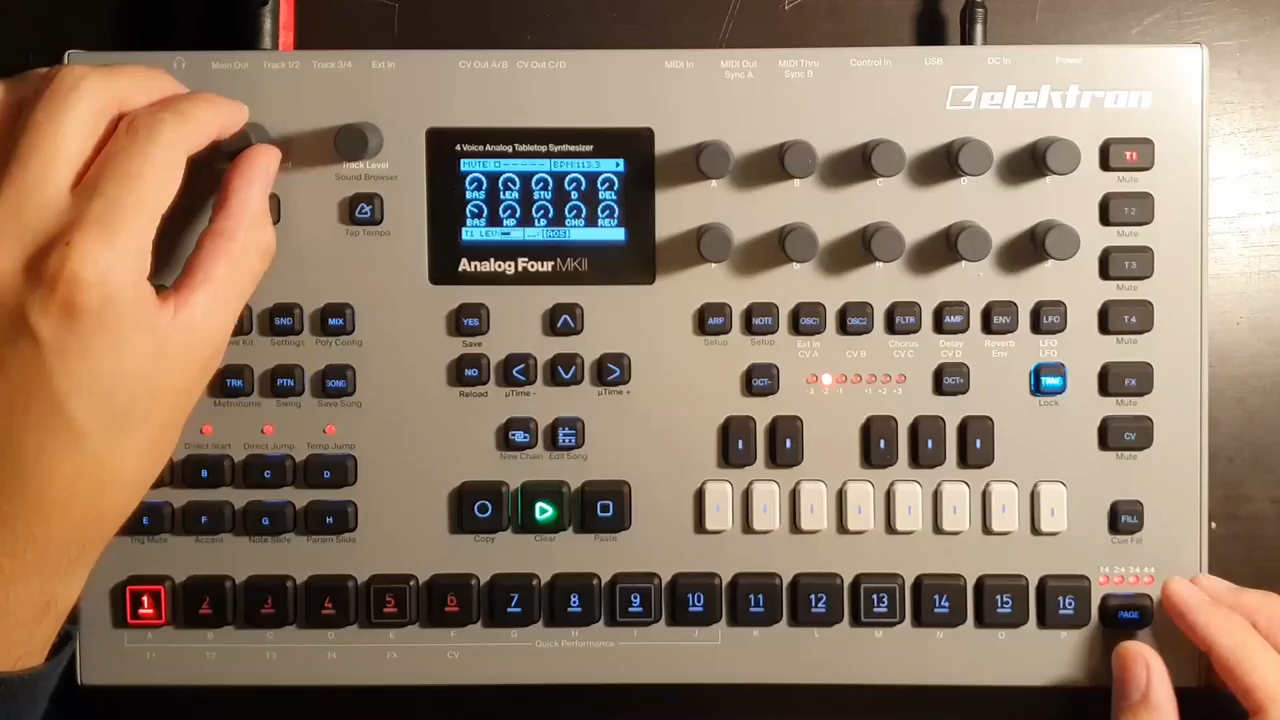 Main Out Track 1/2 Track 3/4 Ext In CV Out A/B CV Out C/D MIDI In MIDI Out MIDI Thru Control In USB DC In Power
Sync A Sync B
elektron
4 Voice Analog Tabletop Synthesizer
MUTE: BPM:113.3
BAS LEA STV D DEL
BAS HP LP CHO REV
T1 LEV: [A05]
Analog Four MKII
Track Level
Sound Browser
Tap Tempo
A B C D E
F G H I J
T1
Mute
T2
Mute
T3
Mute
T4
Mute
FX
Mute
CV
Mute
SND MIX
Settings Poly Config
TRK PTN SONG
Metronome Swing Save Song
Direct Start Direct Jump Temp Jump
B C D
E F G H
Trig Mute Accent Note Slide Param Slide
YES
Save
NO < >
Reload µTime - µTime +
New Chain Edit Song
Copy Clear Paste
ARP NOTE OSC1 OSC2 FLTR AMP ENV LFO
Setup Setup Ext In Chorus Delay Reverb LFO
CV A CV B CV C CV D Env LFO
OCT- -3 -2 -1 +1 +2 +3 OCT+ TRNS
Lock
FILL
Cue Fill
1:4 2:4 3:4 4:4
PAGE
1 2 3 4 5 6 7 8 9 10 11 12 13 14 15 16
A B C D E F G H I J K L M N O P
Quick Performance
T1 T2 T3 T4 FX CV